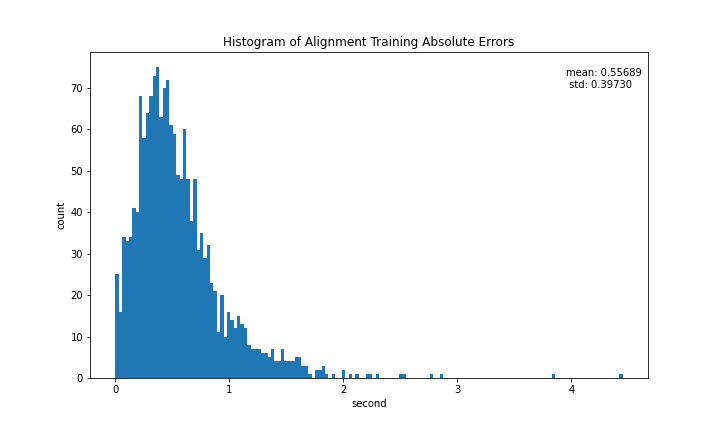 Histogram of Alignment Training Absolute Errors
mean: 0.55689
std: 0.39730
count
70
60
50
40
30
20
10
0
0 1 2 3 4
second